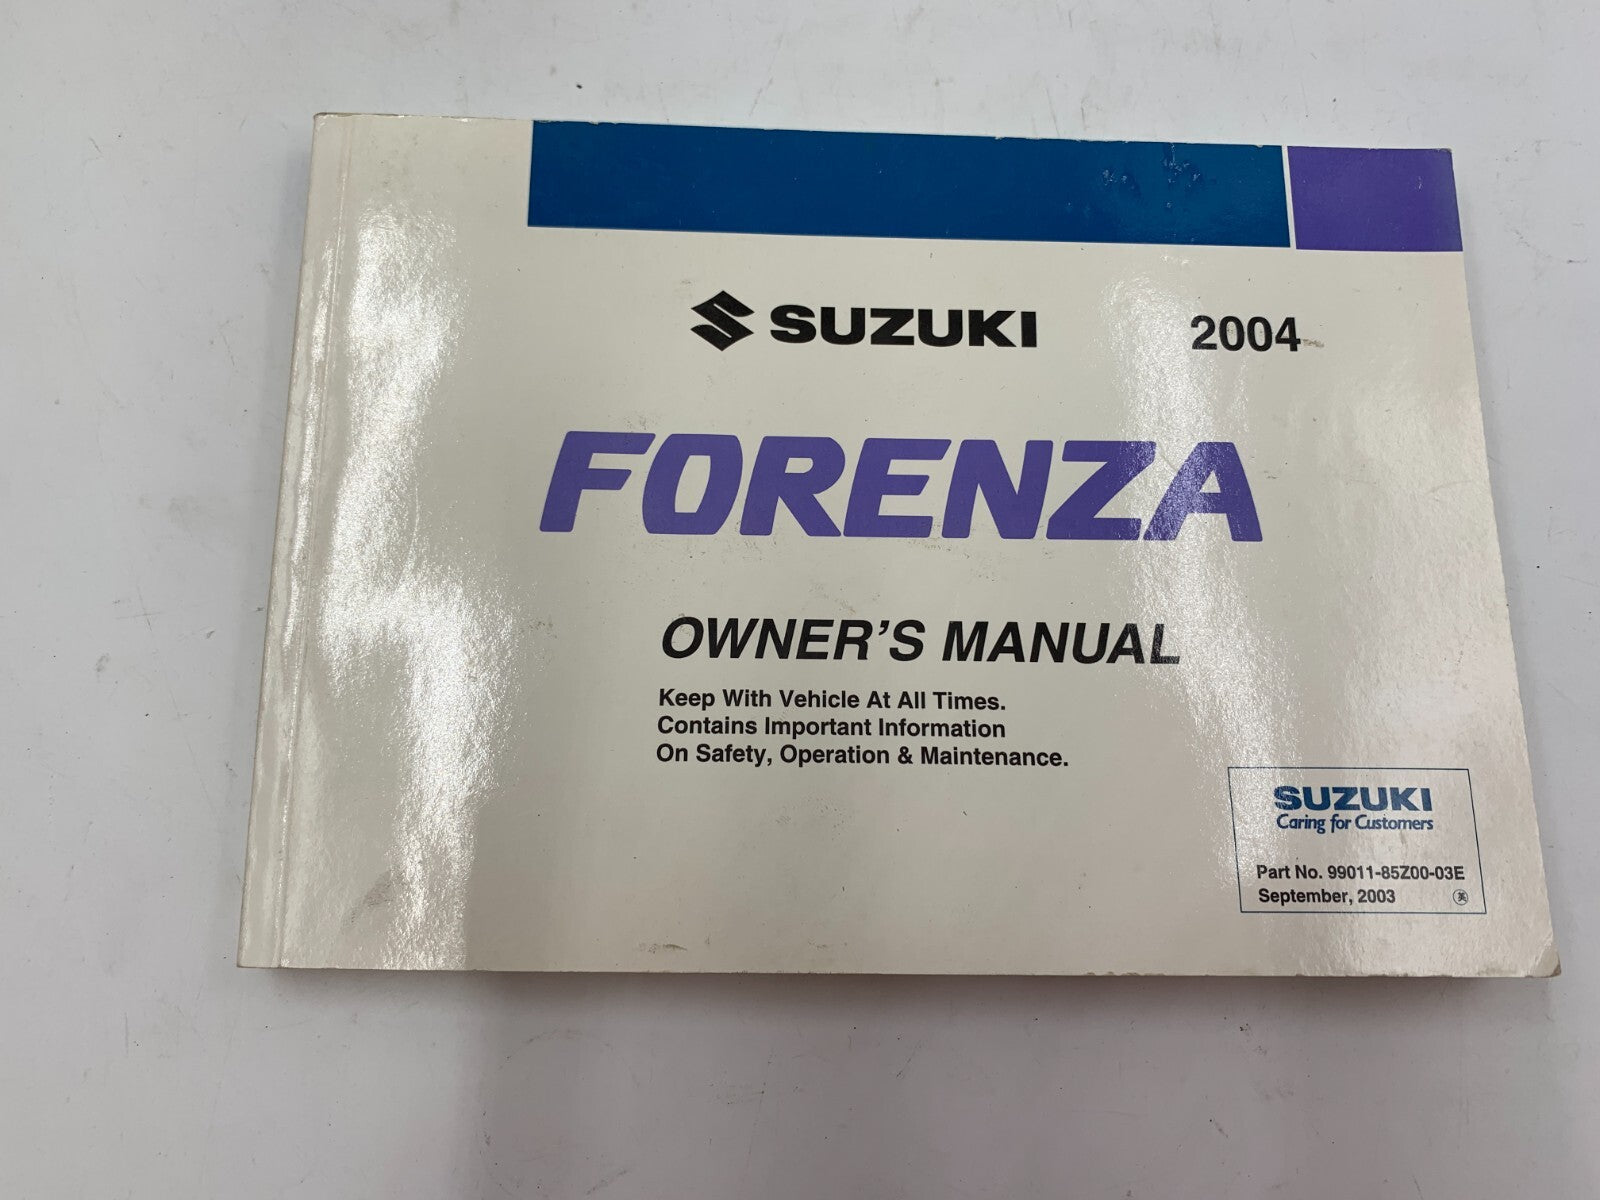 SUZUKI 2004
FORENZA
OWNER'S MANUAL
Keep With Vehicle At All Times.
Contains Important Information
On Safety, Operation & Maintenance.
SUZUKI
Caring for Customers
Part No. 99011-85Z00-03E
September, 2003 英